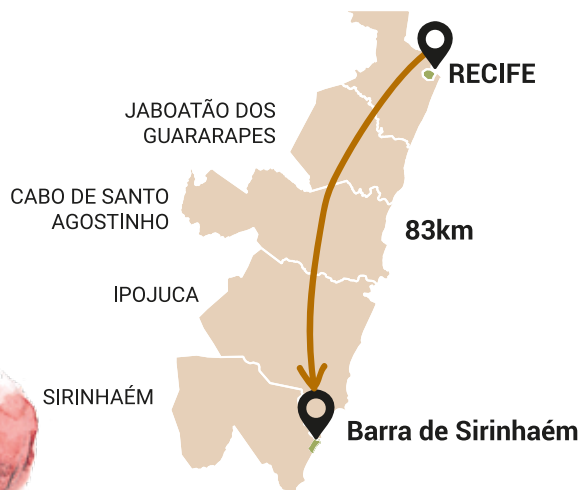 RECIFE
JABOATÃO DOS
GUARARAPES
CABO DE SANTO
AGOSTINHO
83km
IPOJUCA
SIRINHAÉM
Barra de Sirinhaém